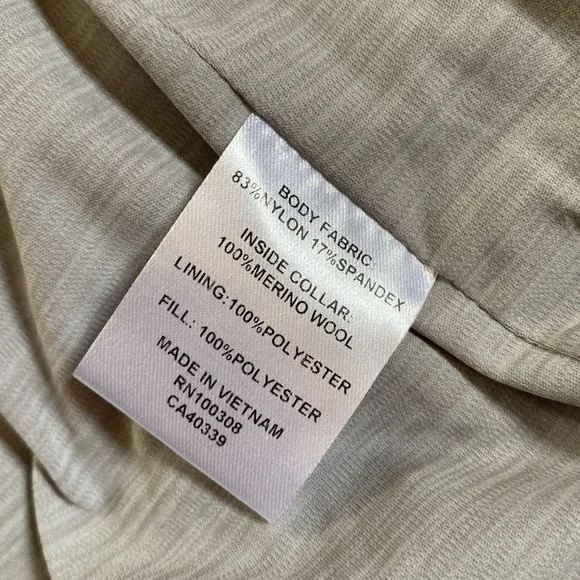 BODY FABRIC:
83%NYLON 17%SPANDEX
INSIDE COLLAR:
100%MERINO WOOL
LINING:100%POLYESTER
FILL: 100%POLYESTER
MADE IN VIETNAM
RN100308
CA40339